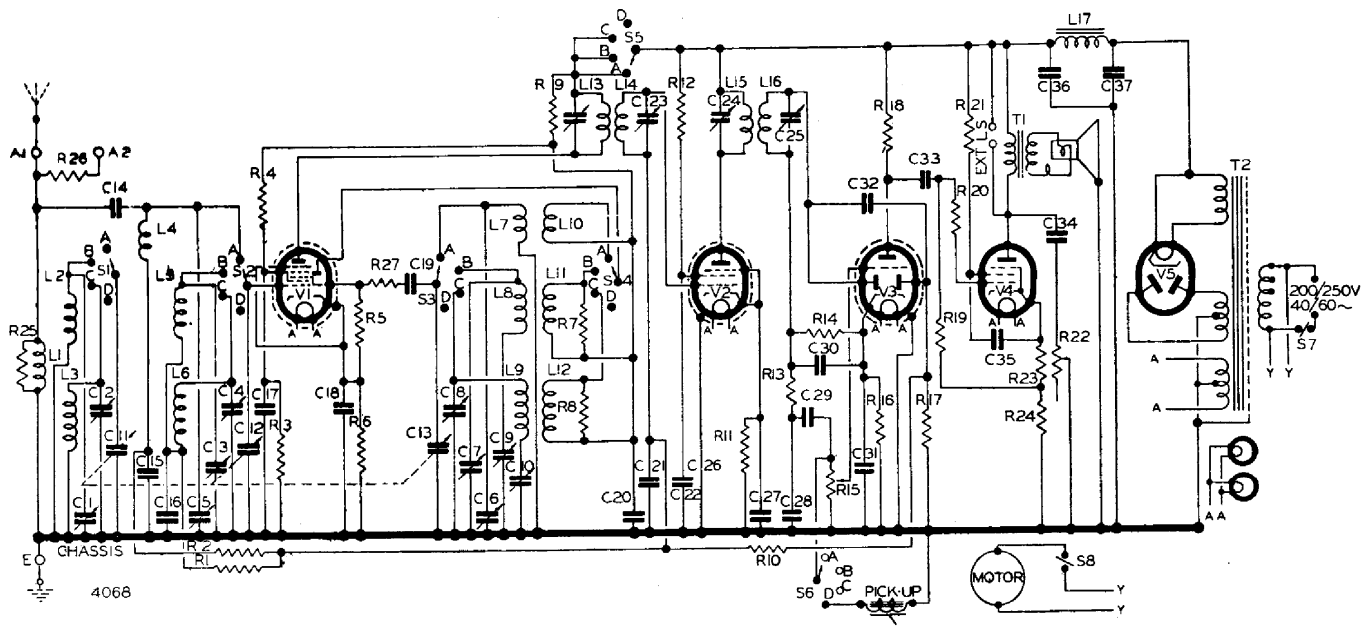 D
C
S5
B
A
L17
C36
C37
R9
L13
L14
C23
R12
C24
L15
L16
C25
R18
R21
EXT LS
T1
A1
A2
R26
C14
R4
C32
C33
R20
C34
T2
L4
L2
B
A
S1
C
D
L5
B
A
S2
C
D
V1
A
A
R27
C19
A
B
S3
C
D
L7
L10
L8
L11
A
B
S4
C
D
V2
A
A
V3
A
A
V4
A
A
V5
200/250V
40/60~
S7
Y
Y
R25
L1
L3
R5
R7
R14
C30
R19
C35
R22
A
A
C2
L6
C4
C17
C18
R6
C8
L9
L12
R8
R13
C29
R16
R17
R23
R24
C11
C15
C3
C12
R3
C13
C7
C9
C10
C21
C26
R11
C31
R15
C1
C16
C5
C6
C20
C22
C27
C28
A A
CHASSIS
R2
R1
R10
E
4068
S6
A
B
C
D
PICK-UP
MOTOR
S8
Y
Y